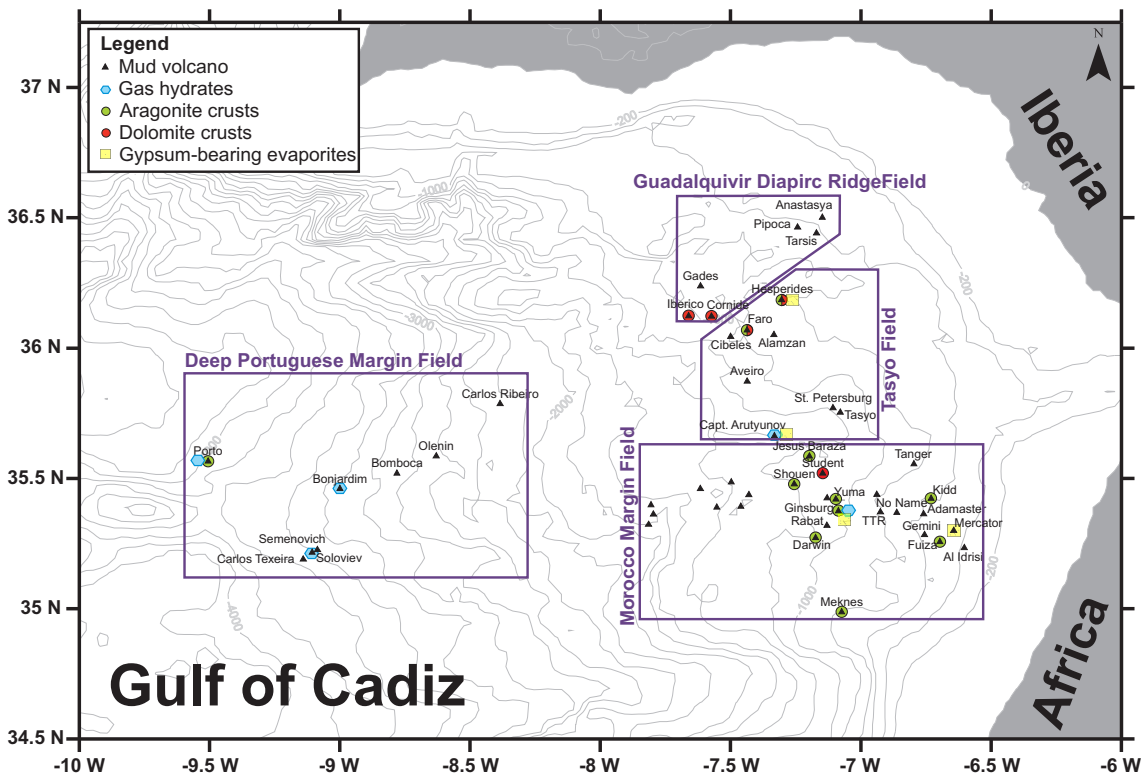 Legend
Mud volcano
Gas hydrates
Aragonite crusts
Dolomite crusts
Gypsum-bearing evaporites
N
37 N
36.5 N
36 N
35.5 N
35 N
34.5 N
-10 W
-9.5 W
-9 W
-8.5 W
-8 W
-7.5 W
-7 W
-6.5 W
-6 W
Iberia
Africa
Gulf of Cadiz
-200
-1000
-3000
-2000
-200
-4000
-1000
-200
Guadalquivir Diapirc RidgeField
Anastasya
Pipoca
Tarsis
Gades
Iberico
Cornide
Tasyo Field
Hesperides
Faro
Cibeles
Alamzan
Aveiro
St. Petersburg
Tasyo
Capt. Arutyunov
Deep Portuguese Margin Field
Carlos Ribeiro
Porto
Olenin
Bomboca
Bonjardim
Semenovich
Carlos Texeira
Soloviev
Morocco Margin Field
Jesus Baraza
Student
Shouen
Tanger
Yuma
Ginsburg
Rabat
Darwin
TTR
No Name
Kidd
Adamaster
Gemini
Mercator
Fuiza
Al Idrisi
Meknes